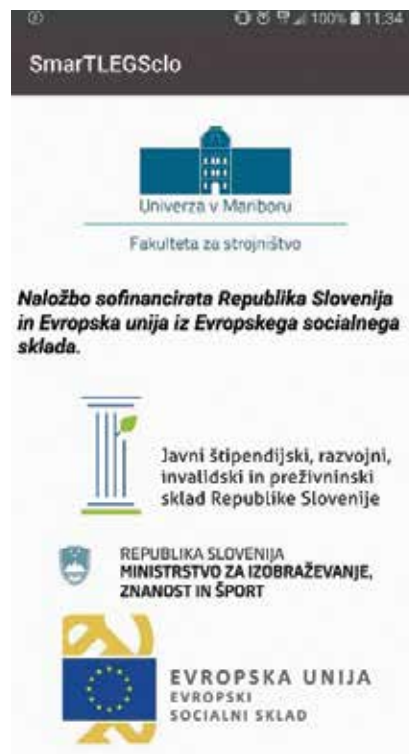 100% 11:34
SmarTLEGSclo
Univerza v Mariboru
Fakulteta za strojništvo
Naložbo sofinancirata Republika Slovenija
in Evropska unija iz Evropskega socialnega
sklada.
Javni štipendijski, razvojni,
invalidski in preživninski
sklad Republike Slovenije
REPUBLIKA SLOVENIJA
MINISTRSTVO ZA IZOBRAŽEVANJE,
ZNANOST IN ŠPORT
EVROPSKA UNIJA
EVROPSKI
SOCIALNI SKLAD